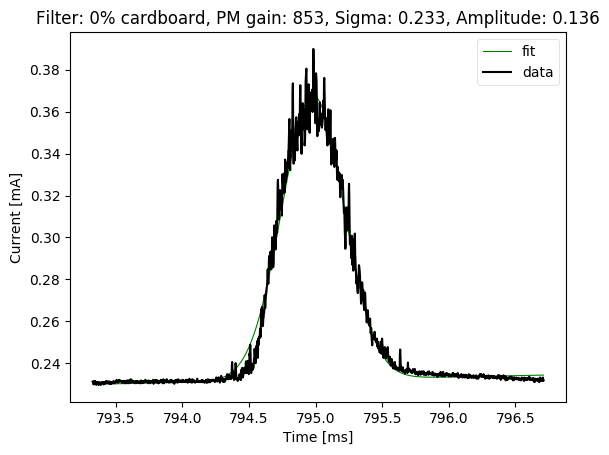 Filter: 0% cardboard, PM gain: 853, Sigma: 0.233, Amplitude: 0.136
fit
data
0.38
0.36
0.34
0.32
0.30
0.28
0.26
0.24
Current [mA]
793.5 794.0 794.5 795.0 795.5 796.0 796.5
Time [ms]